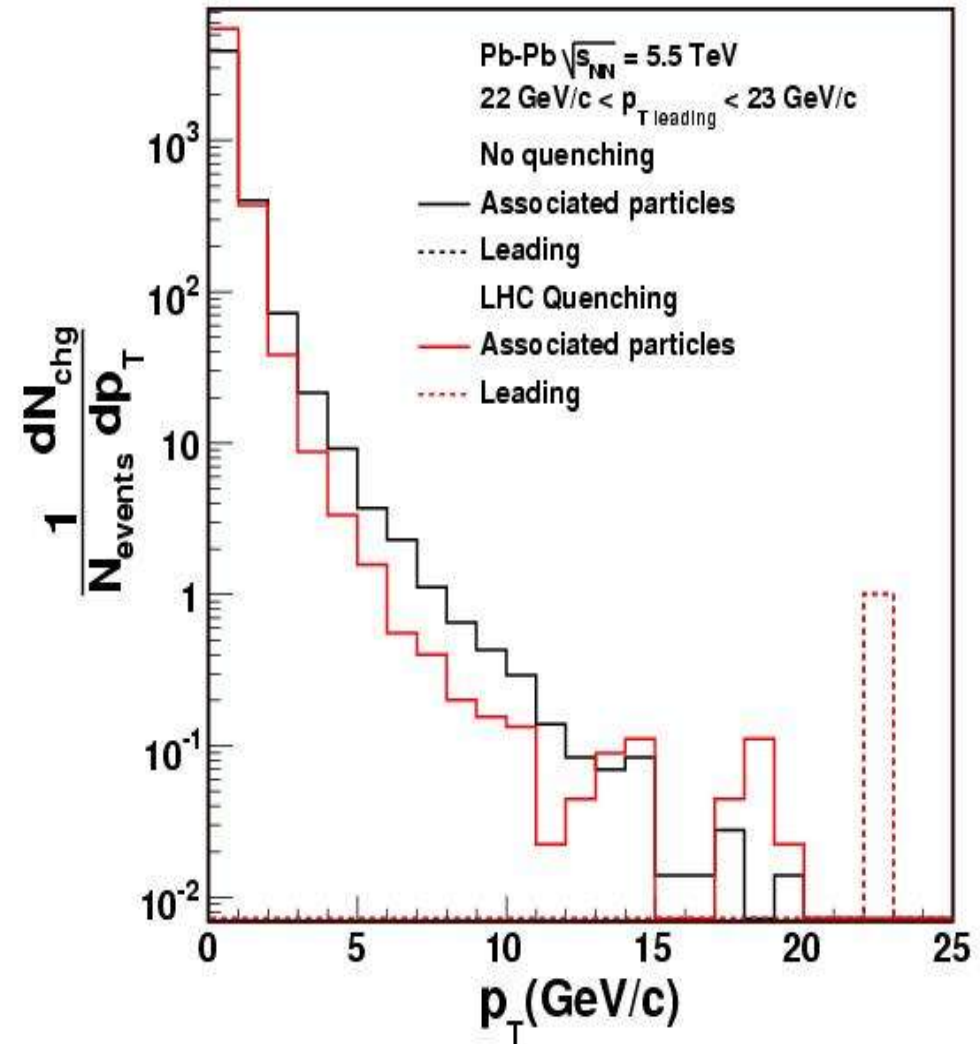 Pb-Pb √s_NN = 5.5 TeV
22 GeV/c < p_T leading < 23 GeV/c
No quenching
Associated particles
Leading
LHC Quenching
Associated particles
Leading
1 dN_chg
N_events dp_T
10^3
10^2
10
1
10^-1
10^-2
0 5 10 15 20 25
p_T (GeV/c)